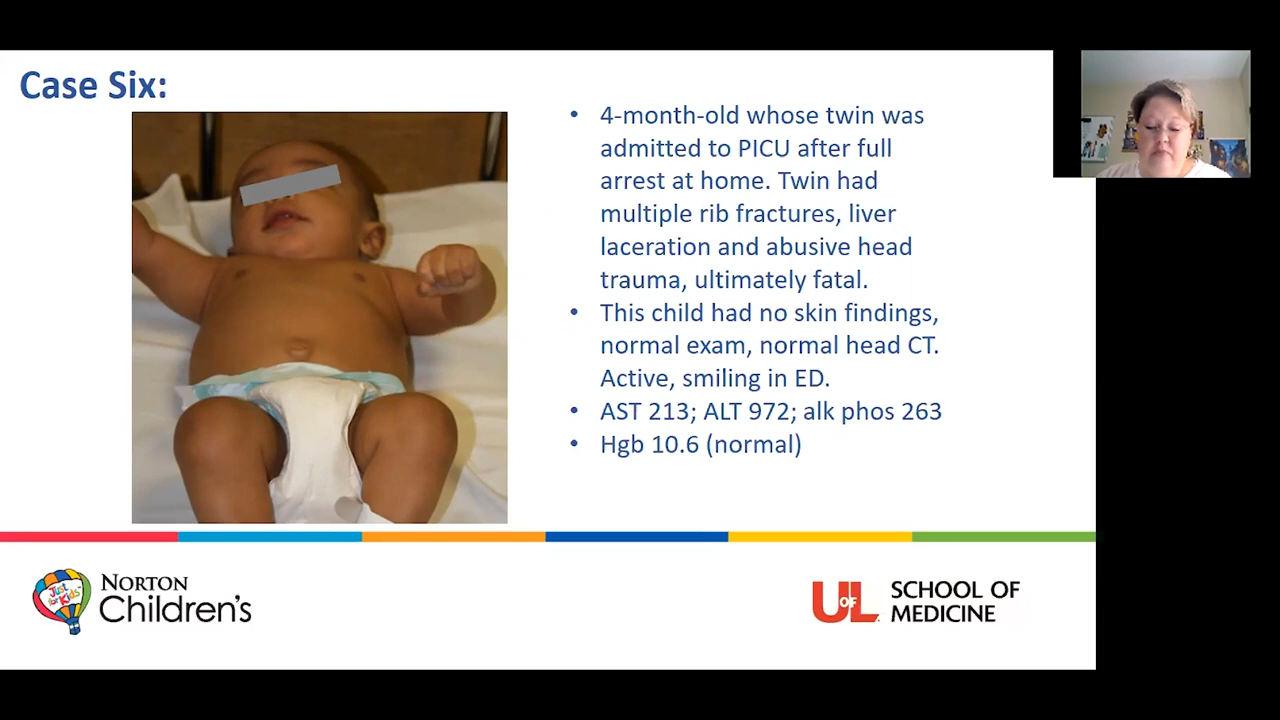 Case Six:
• 4-month-old whose twin was
admitted to PICU after full
arrest at home. Twin had
multiple rib fractures, liver
laceration and abusive head
trauma, ultimately fatal.
• This child had no skin findings,
normal exam, normal head CT.
Active, smiling in ED.
• AST 213; ALT 972; alk phos 263
• Hgb 10.6 (normal)
Just for Kids
NORTON
Children's
UofL
SCHOOL OF
MEDICINE